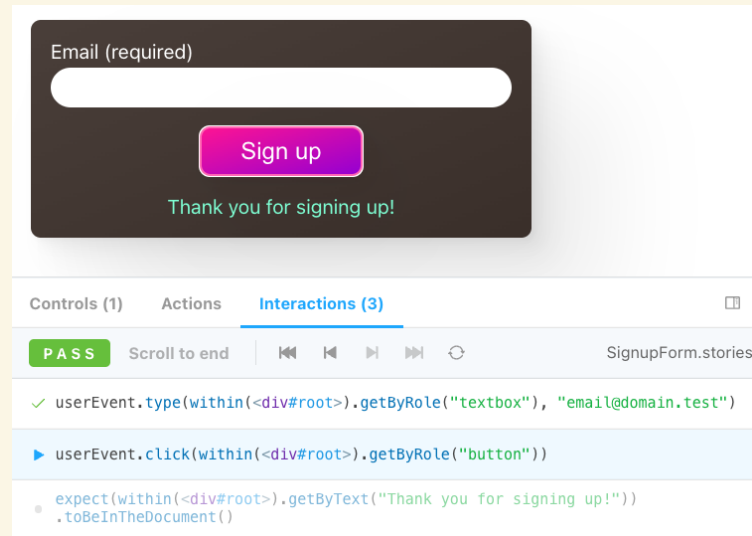 Email (required)
Sign up
Thank you for signing up!
Controls (1) Actions Interactions (3)
PASS Scroll to end SignupForm.stories
userEvent.type(within(<div#root>).getByRole("textbox"), "email@domain.test")
userEvent.click(within(<div#root>).getByRole("button"))
expect(within(<div#root>).getByText("Thank you for signing up!"))
.toBeInTheDocument()